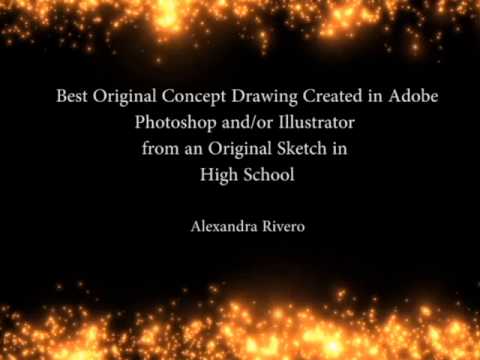 Best Original Concept Drawing Created in Adobe
Photoshop and/or Illustrator
from an Original Sketch in
High School
Alexandra Rivero